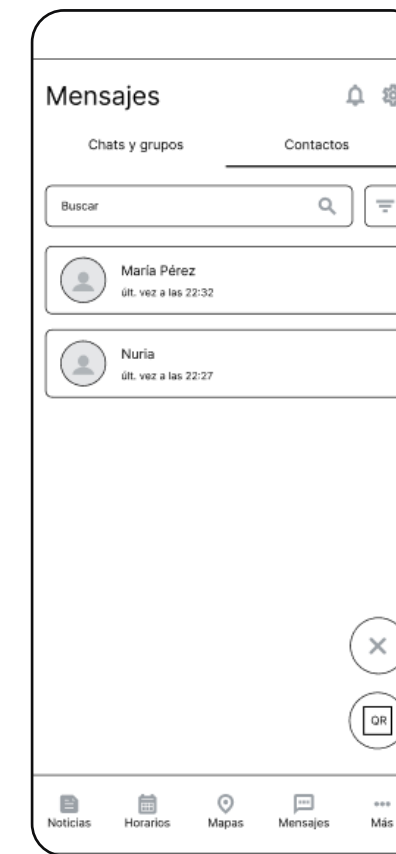 Mensajes
Chats y grupos
Contactos
Buscar
María Pérez
últ. vez a las 22:32
Nuria
últ. vez a las 22:27
QR
Noticias
Horarios
Mapas
Mensajes
Más